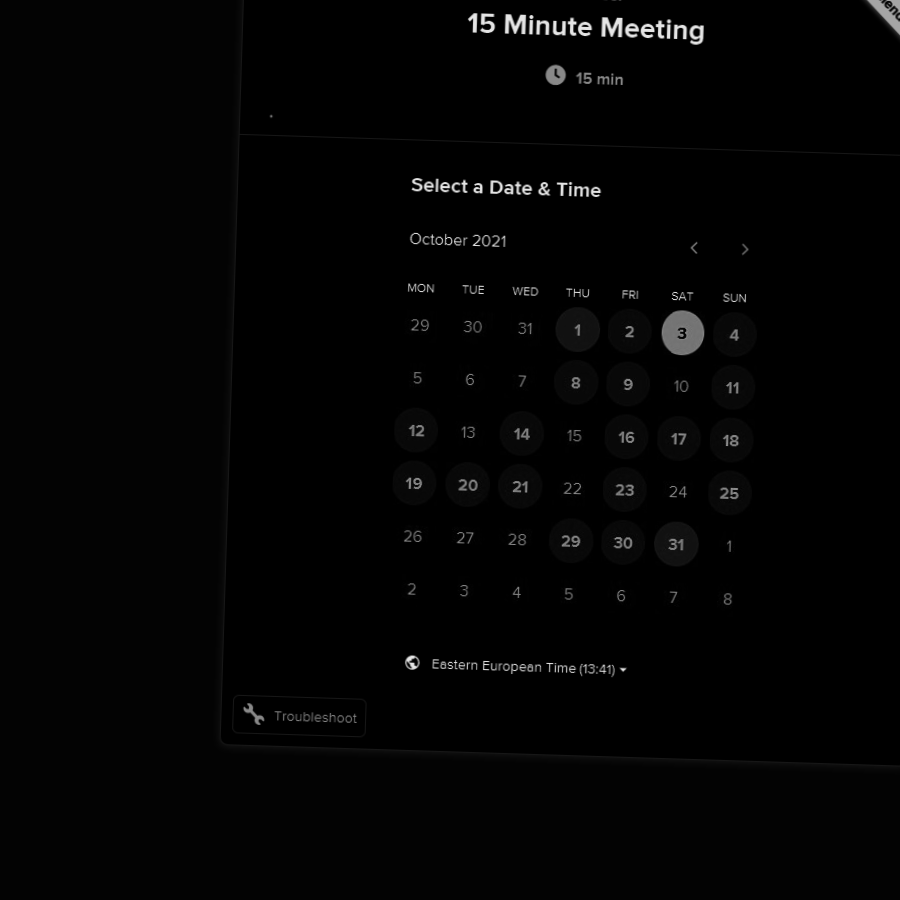 15 Minute Meeting
15 min
Select a Date & Time
October 2021
MON TUE WED THU FRI SAT SUN
29 30 31 1 2 3 4
5 6 7 8 9 10 11
12 13 14 15 16 17 18
19 20 21 22 23 24 25
26 27 28 29 30 31 1
2 3 4 5 6 7 8
Eastern European Time (13:41)
Troubleshoot